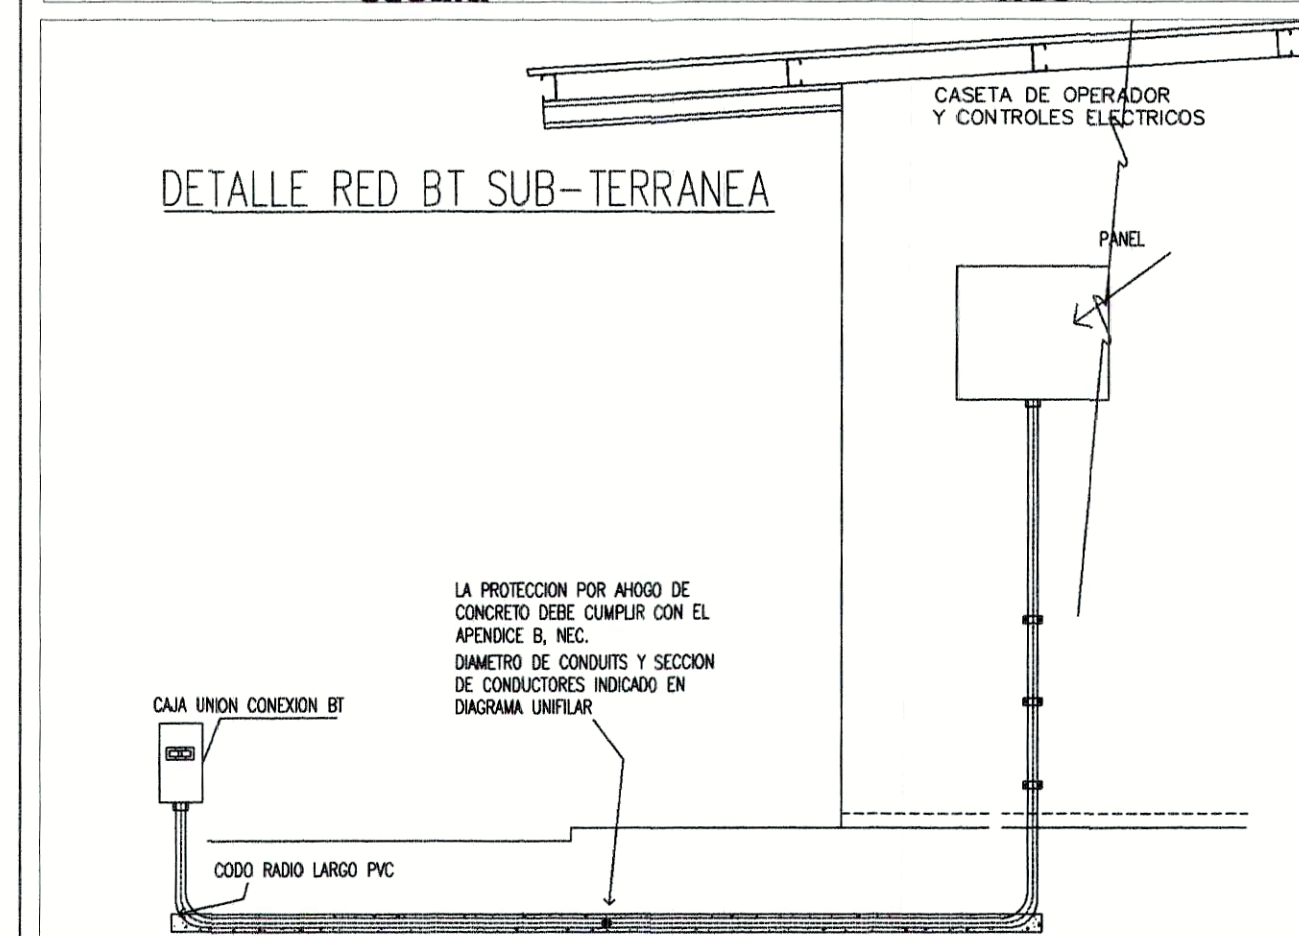 CASETA DE OPERADOR
Y CONTROLES ELECTRICOS
DETALLE RED BT SUB-TERRANEA
PANEL
LA PROTECCION POR AHOGO DE
CONCRETO DEBE CUMPLIR CON EL
APENDICE B, NEC.
DIAMETRO DE CONDUITS Y SECCION
DE CONDUCTORES INDICADO EN
DIAGRAMA UNIFILAR
CAJA UNION CONEXION BT
CODO RADIO LARGO PVC